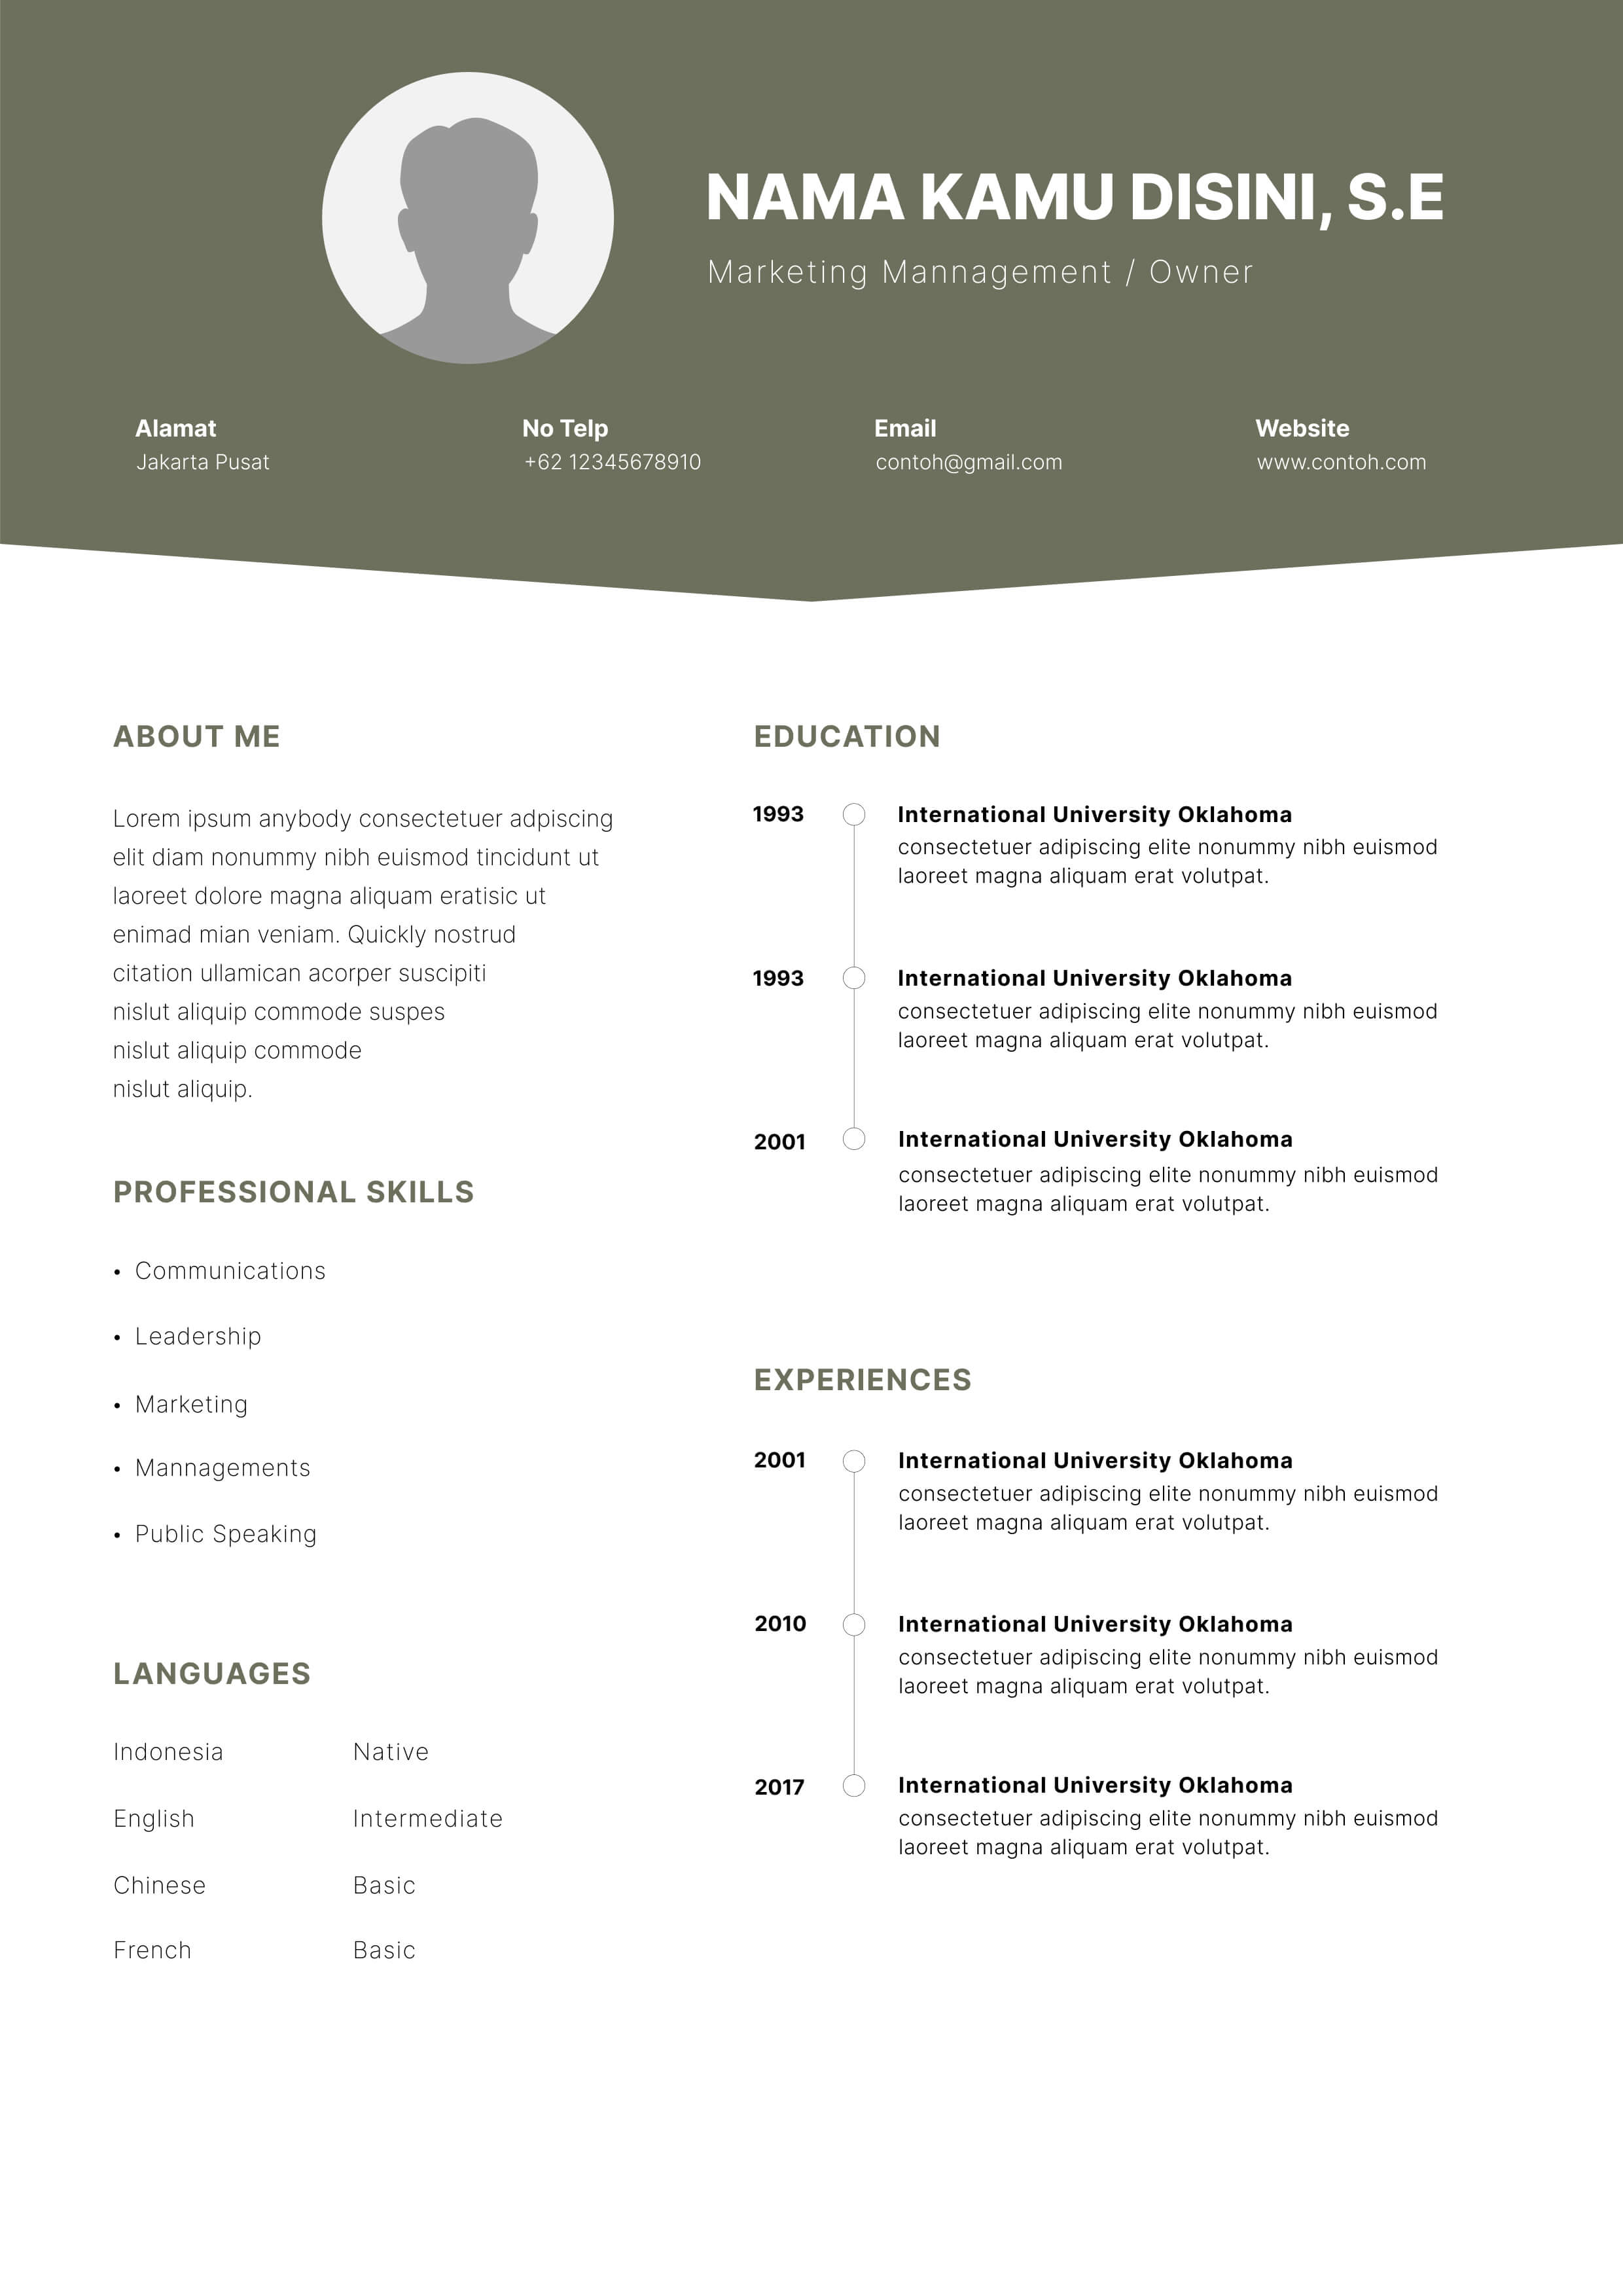 NAMA KAMU DISINI, S.E
Marketing Mannagement / Owner
Alamat
Jakarta Pusat
No Telp
+62 12345678910
Email
contoh@gmail.com
Website
www.contoh.com
ABOUT ME
Lorem ipsum anybody consectetuer adpiscing
elit diam nonummy nibh euismod tincidunt ut
laoreet dolore magna aliquam eratisic ut
enimad mian veniam. Quickly nostrud
citation ullamican acorper suscipiti
nislut aliquip commode suspes
nislut aliquip commode
nislut aliquip.
PROFESSIONAL SKILLS
• Communications
• Leadership
• Marketing
• Mannagements
• Public Speaking
LANGUAGES
Indonesia Native
English Intermediate
Chinese Basic
French Basic
EDUCATION
1993 International University Oklahoma
consectetuer adipiscing elite nonummy nibh euismod
laoreet magna aliquam erat volutpat.
1993 International University Oklahoma
consectetuer adipiscing elite nonummy nibh euismod
laoreet magna aliquam erat volutpat.
2001 International University Oklahoma
consectetuer adipiscing elite nonummy nibh euismod
laoreet magna aliquam erat volutpat.
EXPERIENCES
2001 International University Oklahoma
consectetuer adipiscing elite nonummy nibh euismod
laoreet magna aliquam erat volutpat.
2010 International University Oklahoma
consectetuer adipiscing elite nonummy nibh euismod
laoreet magna aliquam erat volutpat.
2017 International University Oklahoma
consectetuer adipiscing elite nonummy nibh euismod
laoreet magna aliquam erat volutpat.